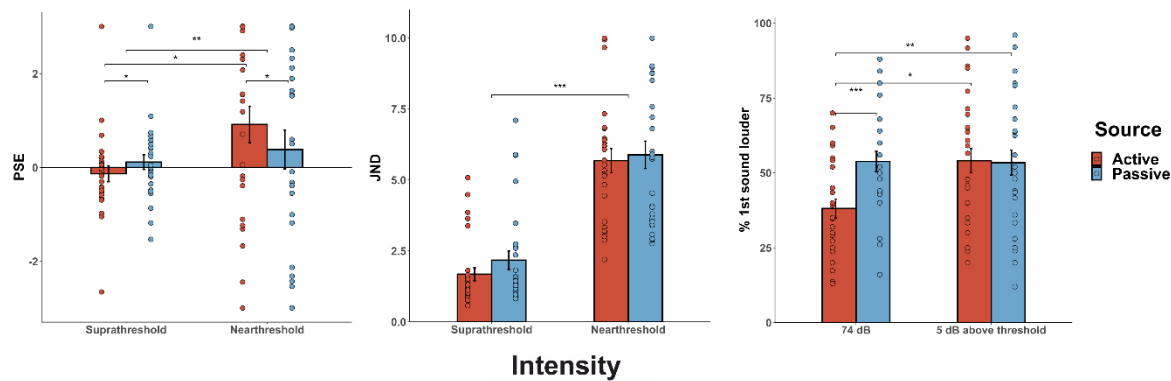 PSE
2
0
-2
**
*
*
*
Suprathreshold
Nearthreshold
JND
10.0
7.5
5.0
2.5
0.0
***
Suprathreshold
Nearthreshold
% 1st sound louder
100
75
50
25
0
**
*
***
74 dB
5 dB above threshold
Source
Active
Passive
Intensity